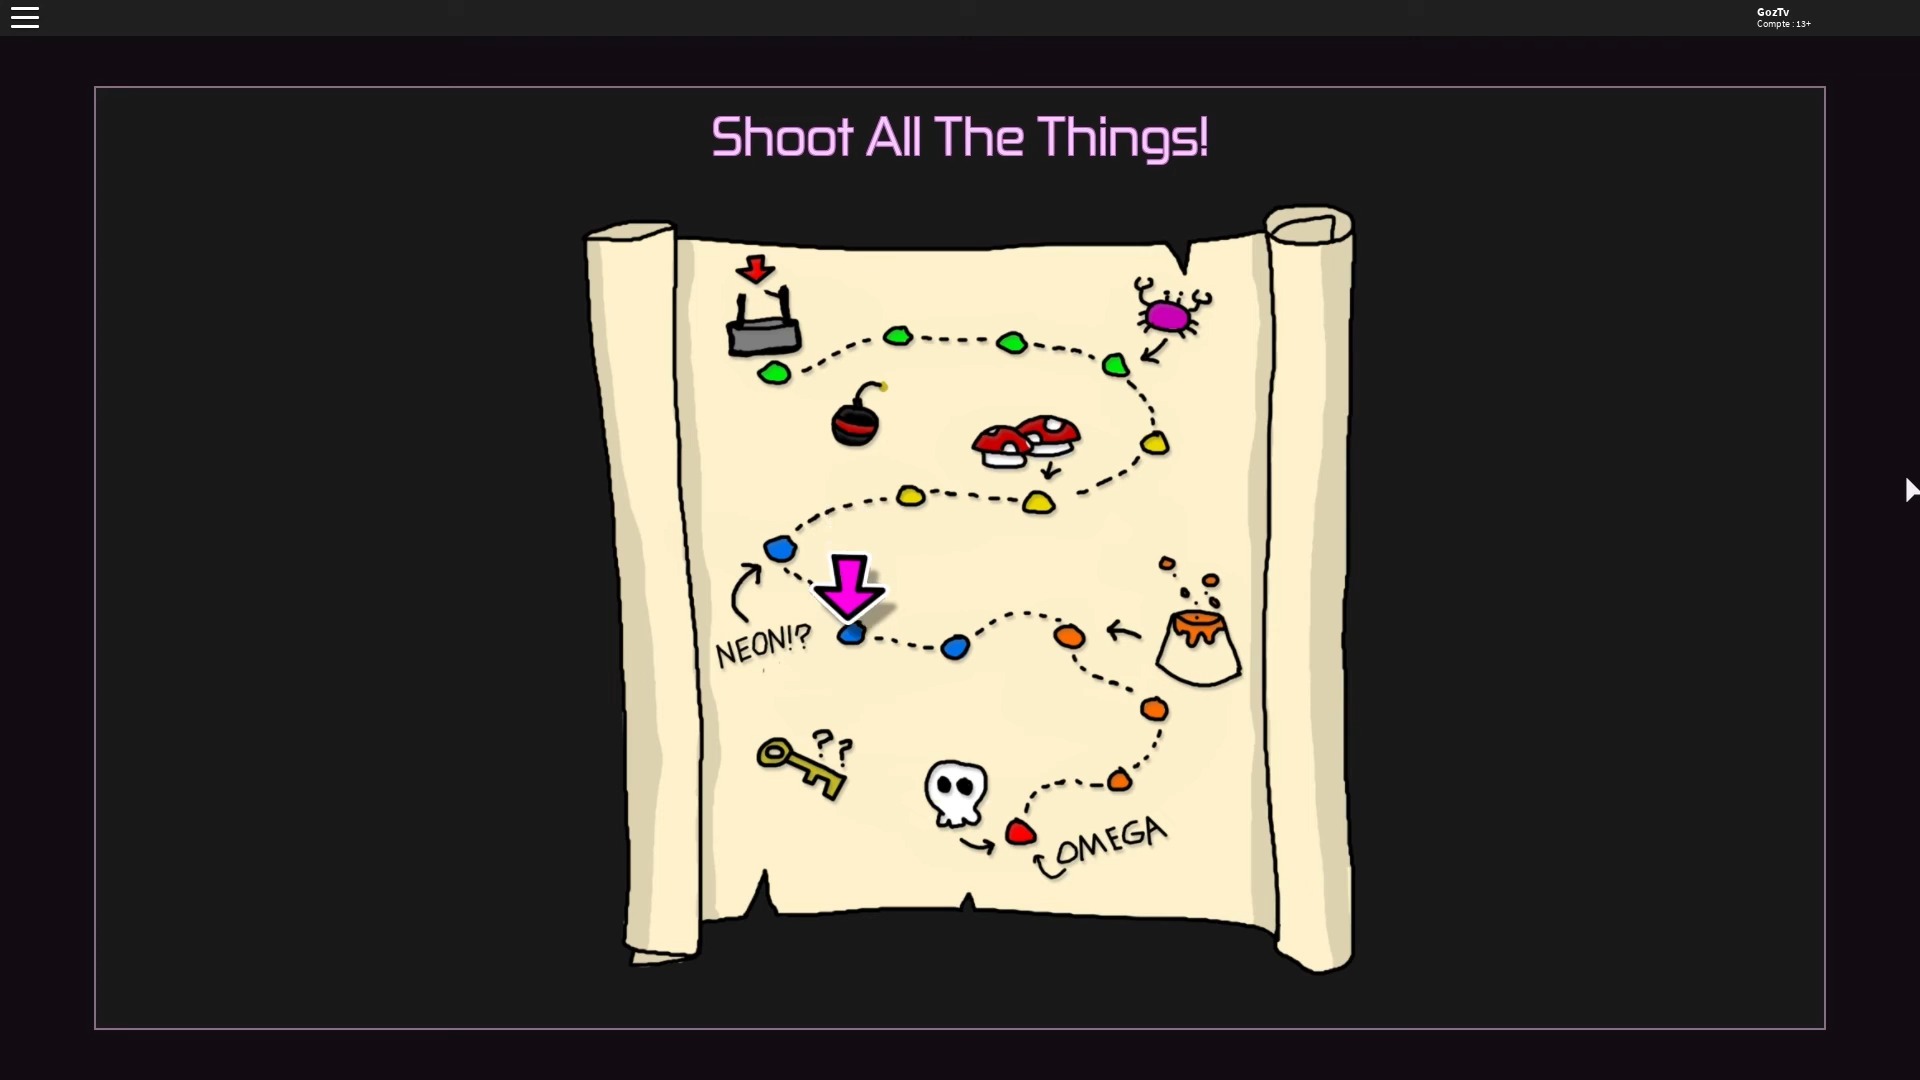 GozTv
Compte : 13+
Shoot All The Things!
NEON!?
??
OMEGA